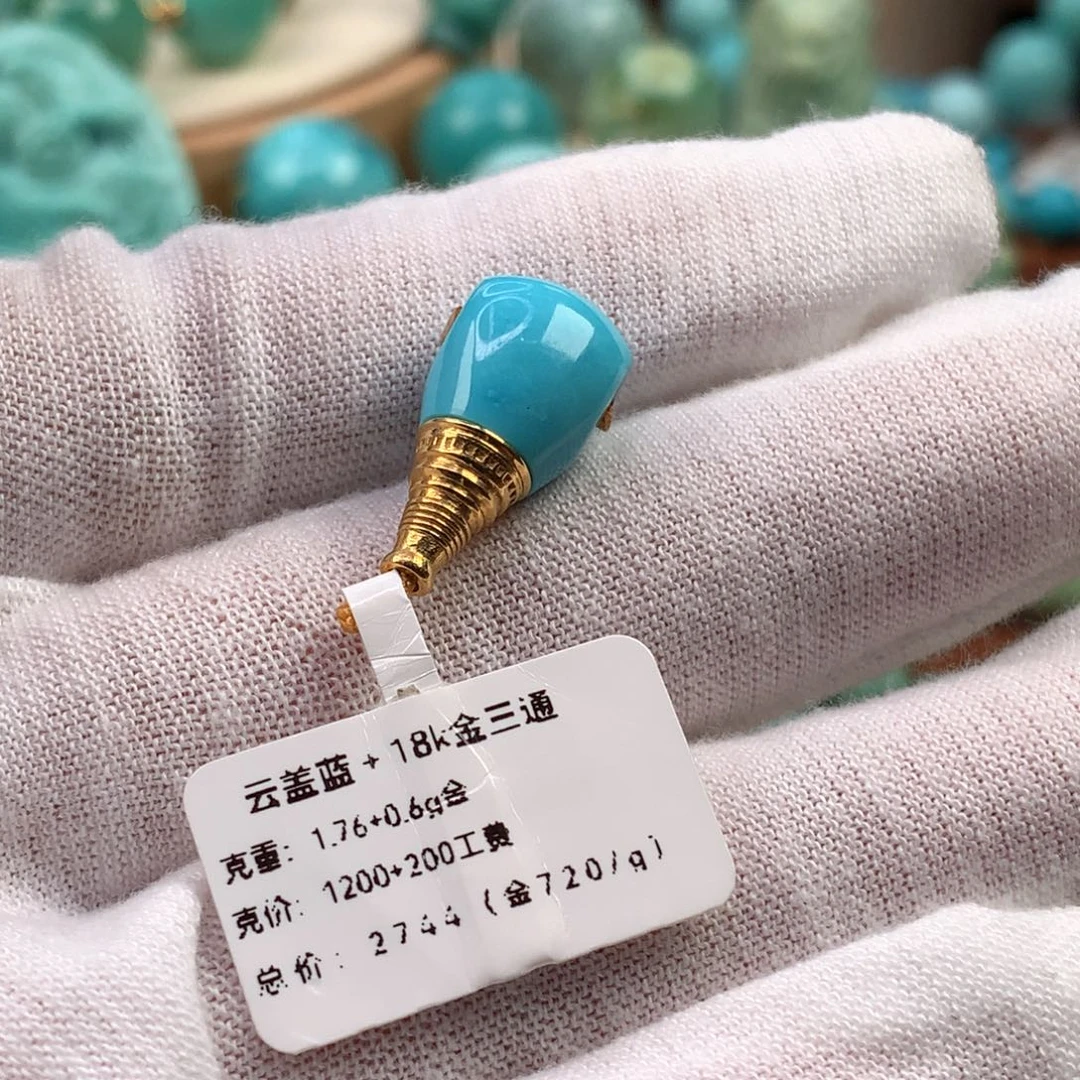 云盖蓝+18k金三通
克重：1.76+0.6g金
克价：1200+200工费
总价：2744（金720/g）